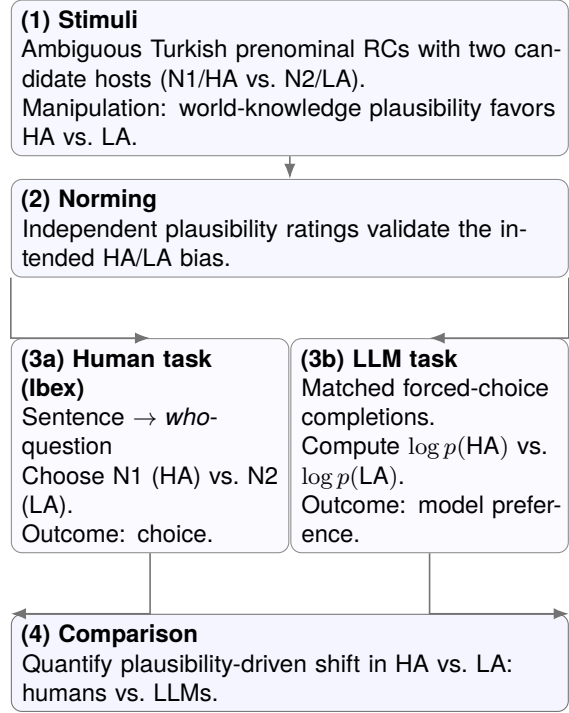 (1) Stimuli
Ambiguous Turkish prenominal RCs with two can-
didate hosts (N1/HA vs. N2/LA).
Manipulation: world-knowledge plausibility favors
HA vs. LA.
(2) Norming
Independent plausibility ratings validate the in-
tended HA/LA bias.
(3a) Human task
(Ibex)
Sentence → who-
question
Choose N1 (HA) vs. N2
(LA).
Outcome: choice.
(3b) LLM task
Matched forced-choice
completions.
Compute log p(HA) vs.
log p(LA).
Outcome: model prefer-
ence.
(4) Comparison
Quantify plausibility-driven shift in HA vs. LA:
humans vs. LLMs.